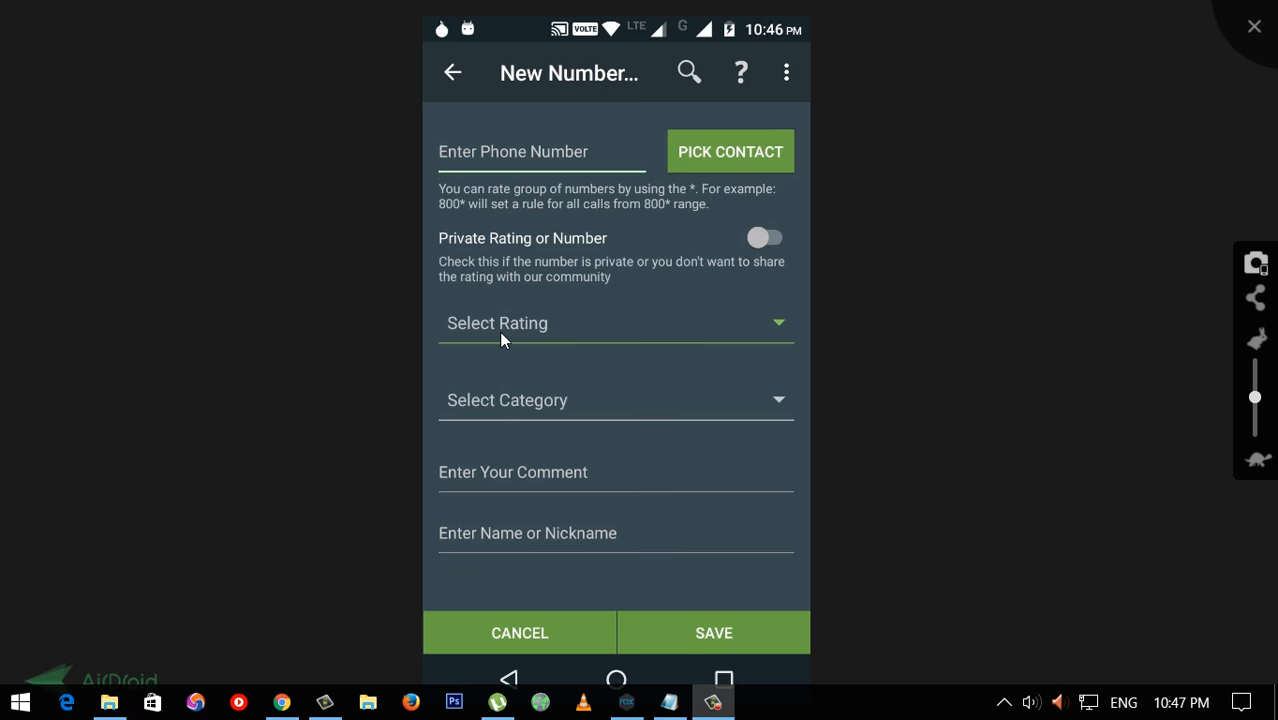 VOLTE LTE G 10:46 PM
New Number...
Enter Phone Number
PICK CONTACT
You can rate group of numbers by using the *. For example:
800* will set a rule for all calls from 800* range.
Private Rating or Number
Check this if the number is private or you don't want to share
the rating with our community
Select Rating
Select Category
Enter Your Comment
Enter Name or Nickname
CANCEL SAVE
AirDroid
Ps ENG 10:47 PM